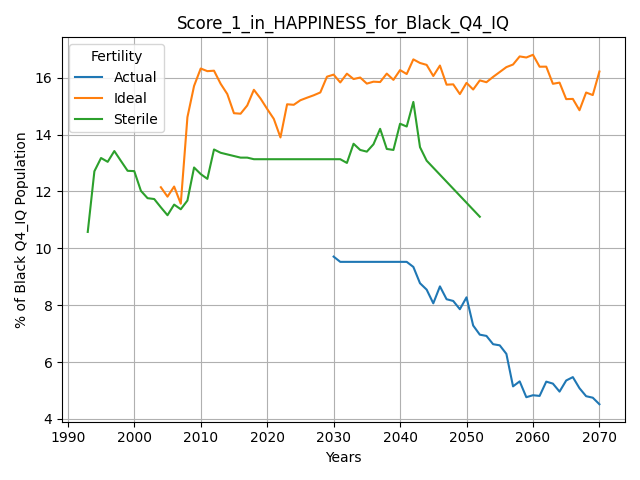 Score_1_in_HAPPINESS_for_Black_Q4_IQ
Fertility
Actual
Ideal
Sterile
% of Black Q4_IQ Population
16
14
12
10
8
6
4
1990 2000 2010 2020 2030 2040 2050 2060 2070
Years